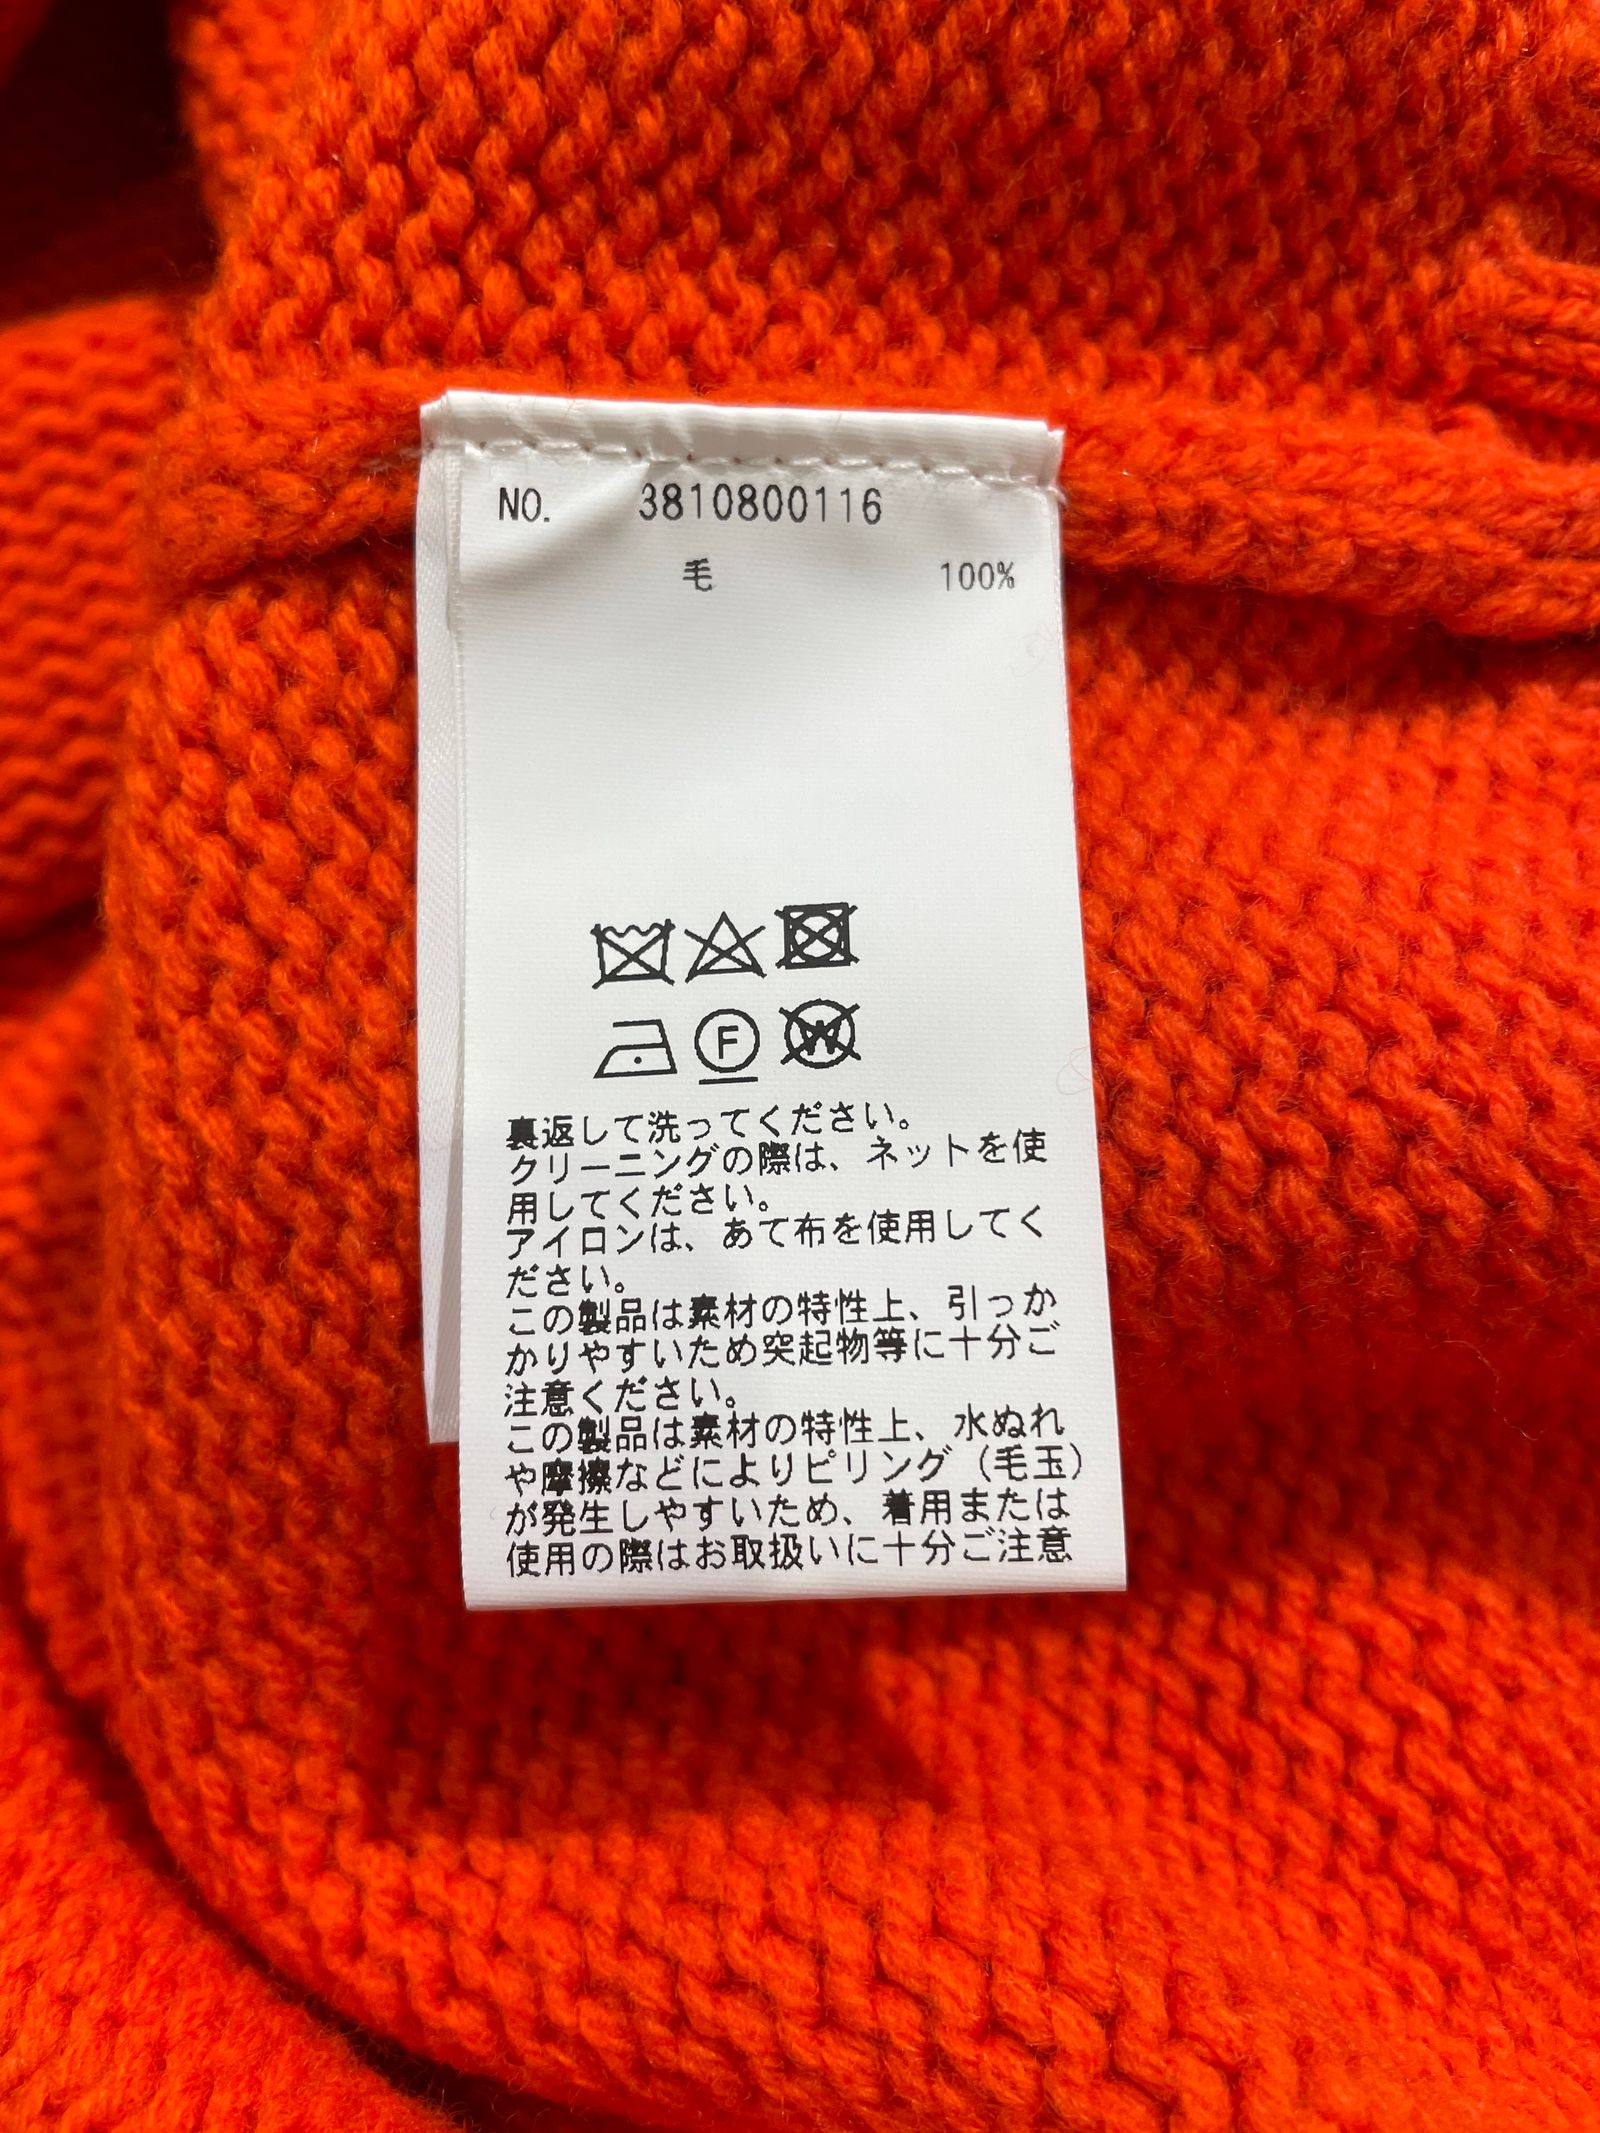 NO. 3810800116
毛 100%
F
W
裏返して洗ってください。
クリーニングの際は、ネットを使
用してください。
アイロンは、あて布を使用してく
ださい。
この製品は素材の特性上、引っか
かりやすいため突起物等に十分ご
注意ください。
この製品は素材の特性上、水ぬれ
や摩擦などによりピリング（毛玉）
が発生しやすいため、着用または
使用の際はお取扱いに十分ご注意